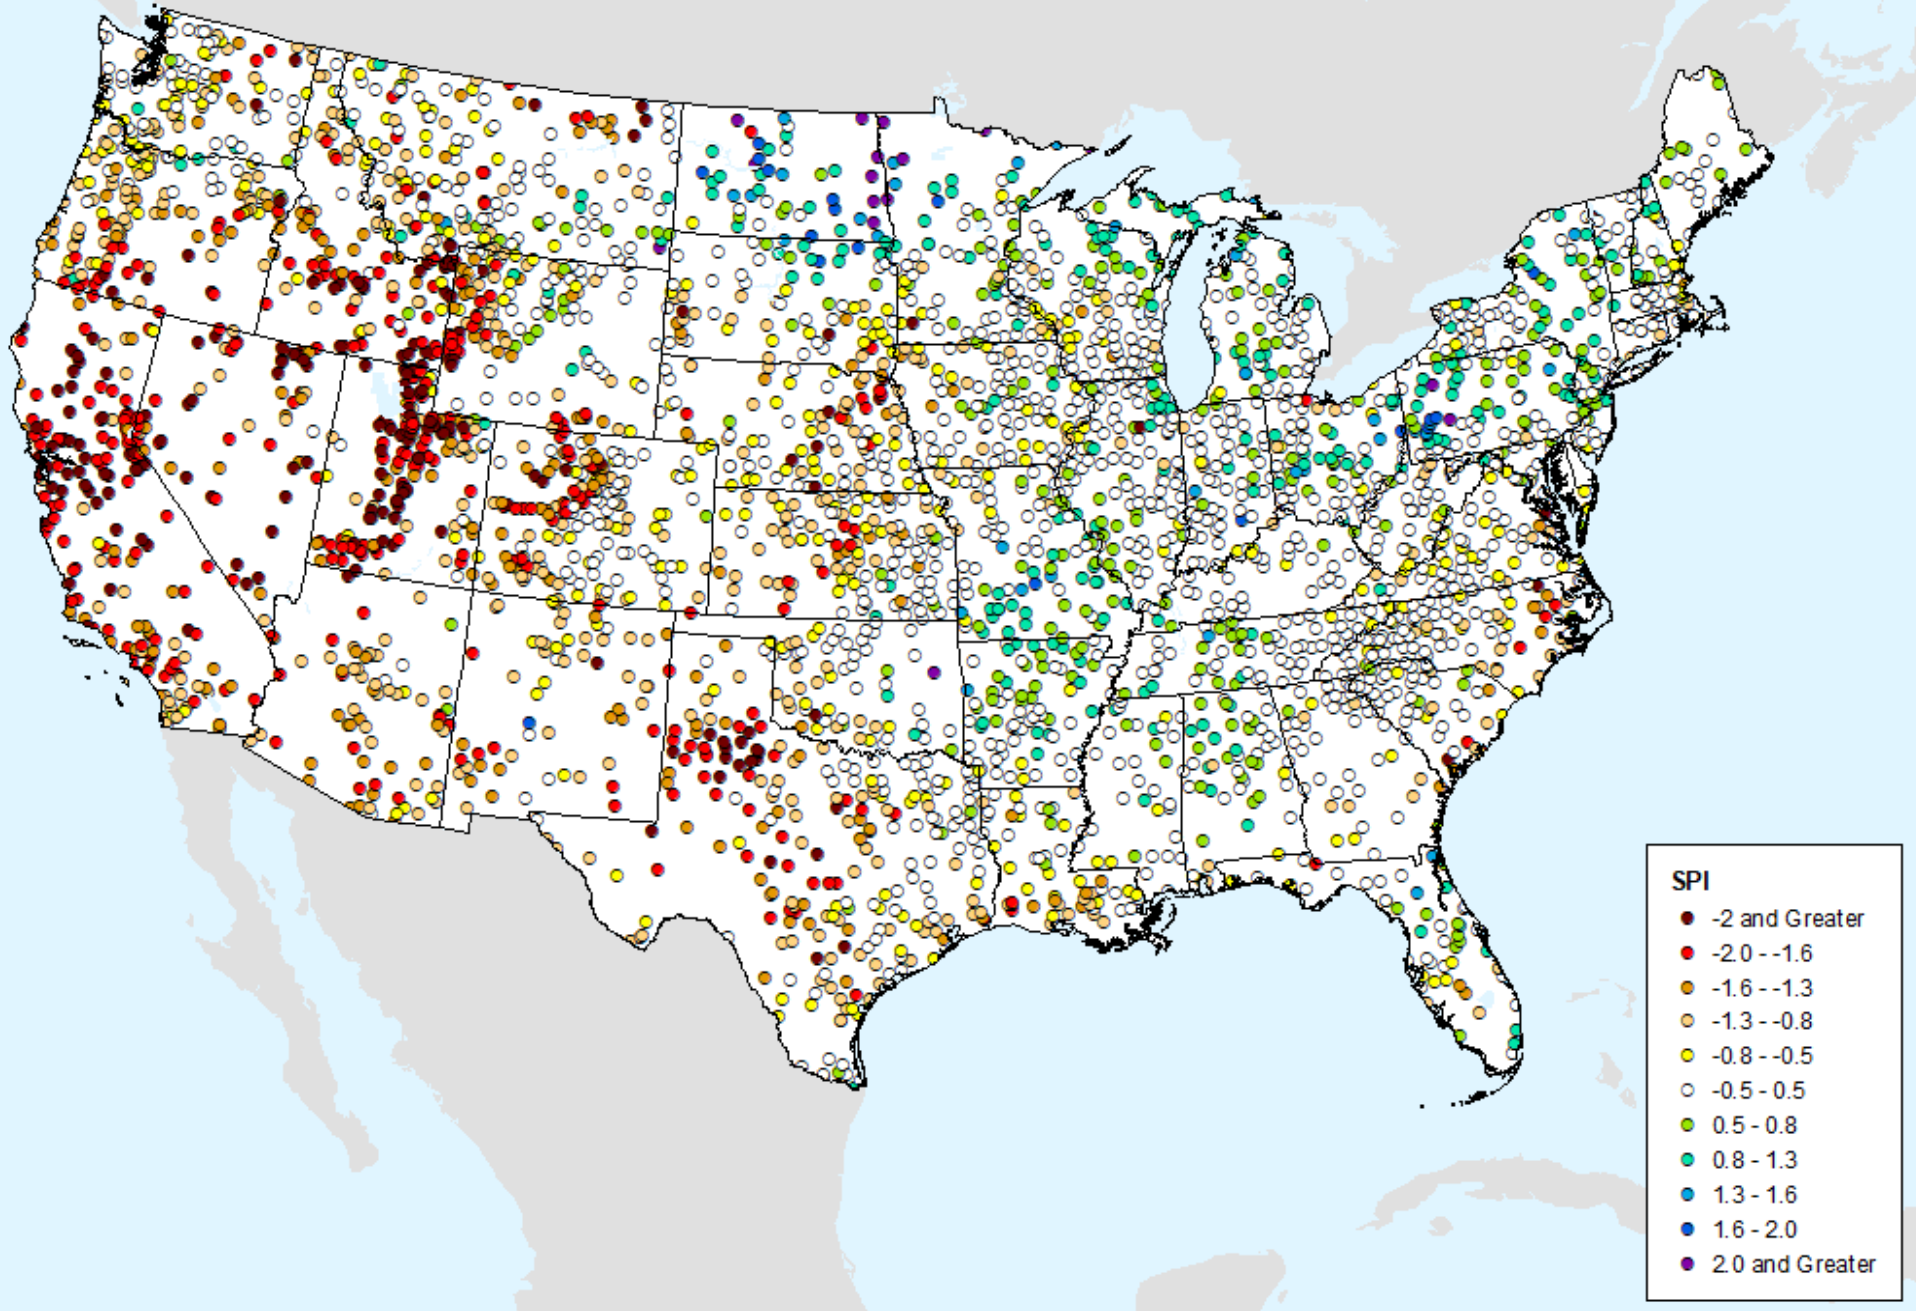 SPI
-2 and Greater
-2.0 - -1.6
-1.6 - -1.3
-1.3 - -0.8
-0.8 - -0.5
-0.5 - 0.5
0.5 - 0.8
0.8 - 1.3
1.3 - 1.6
1.6 - 2.0
2.0 and Greater